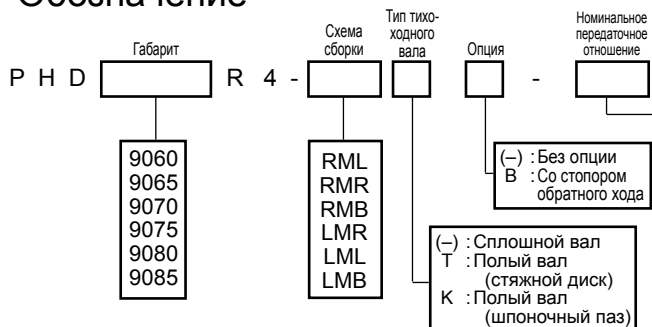 Обозначение
Габарит
Схема
сборки
Тип тихо-
ходного
вала
Опция
Номинальное
передаточное
отношение
P H D R 4 - -
9060
9065
9070
9075
9080
9085
RML
RMR
RMB
LMR
LML
LMB
(–) : Без опции
B : Со стопором
обратного хода
(–) : Сплошной вал
T : Полый вал
(стяжной диск)
K : Полый вал
(шпоночный паз)